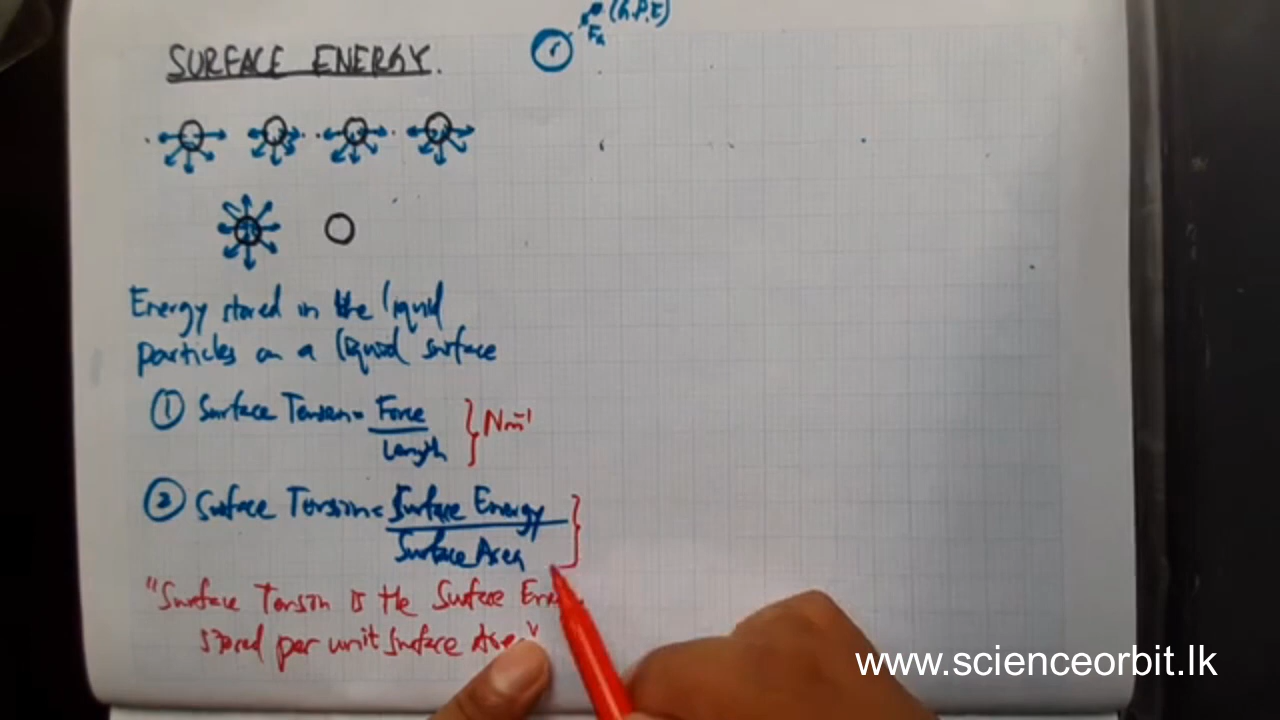 (G.P.E)
SURFACE ENERGY.
r
Energy stored in the liquid
particles on a liquid surface
① Surface Tension = Force
Length
Nm⁻¹
② Surface Tension = Surface Energy
Surface Area
"Surface Tension is the Surface
stored per unit Surface Area"
www.scienceorbit.lk